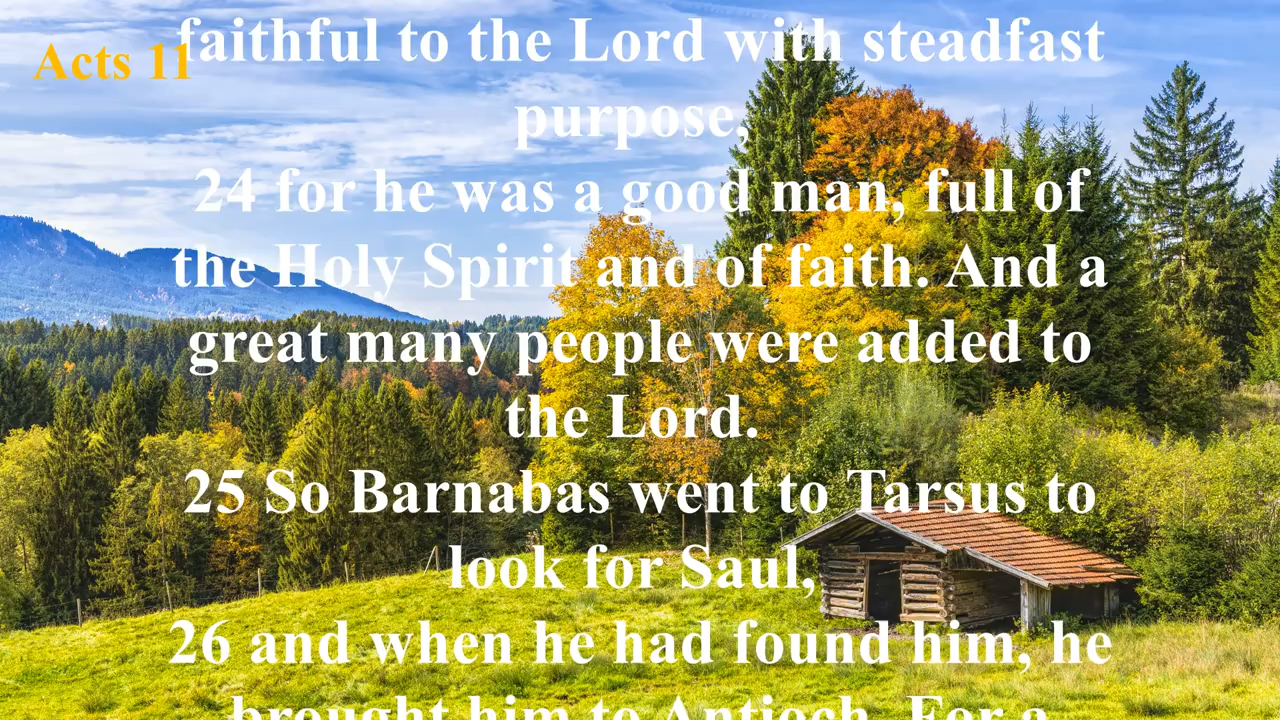 Acts 11
faithful to the Lord with steadfast
purpose,
24 for he was a good man, full of
the Holy Spirit and of faith. And a
great many people were added to
the Lord.
25 So Barnabas went to Tarsus to
look for Saul,
26 and when he had found him, he
brought him to Antioch. For a